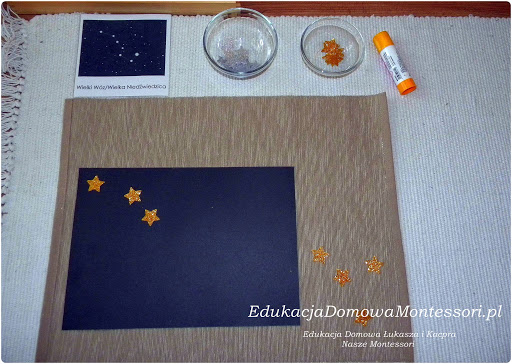 Wielki Wóz/Wielka Niedźwiedzica
EdukacjaDomowaMontessori.pl
Edukacja Domowa Łukasza i Kacpra
Nasze Montessori